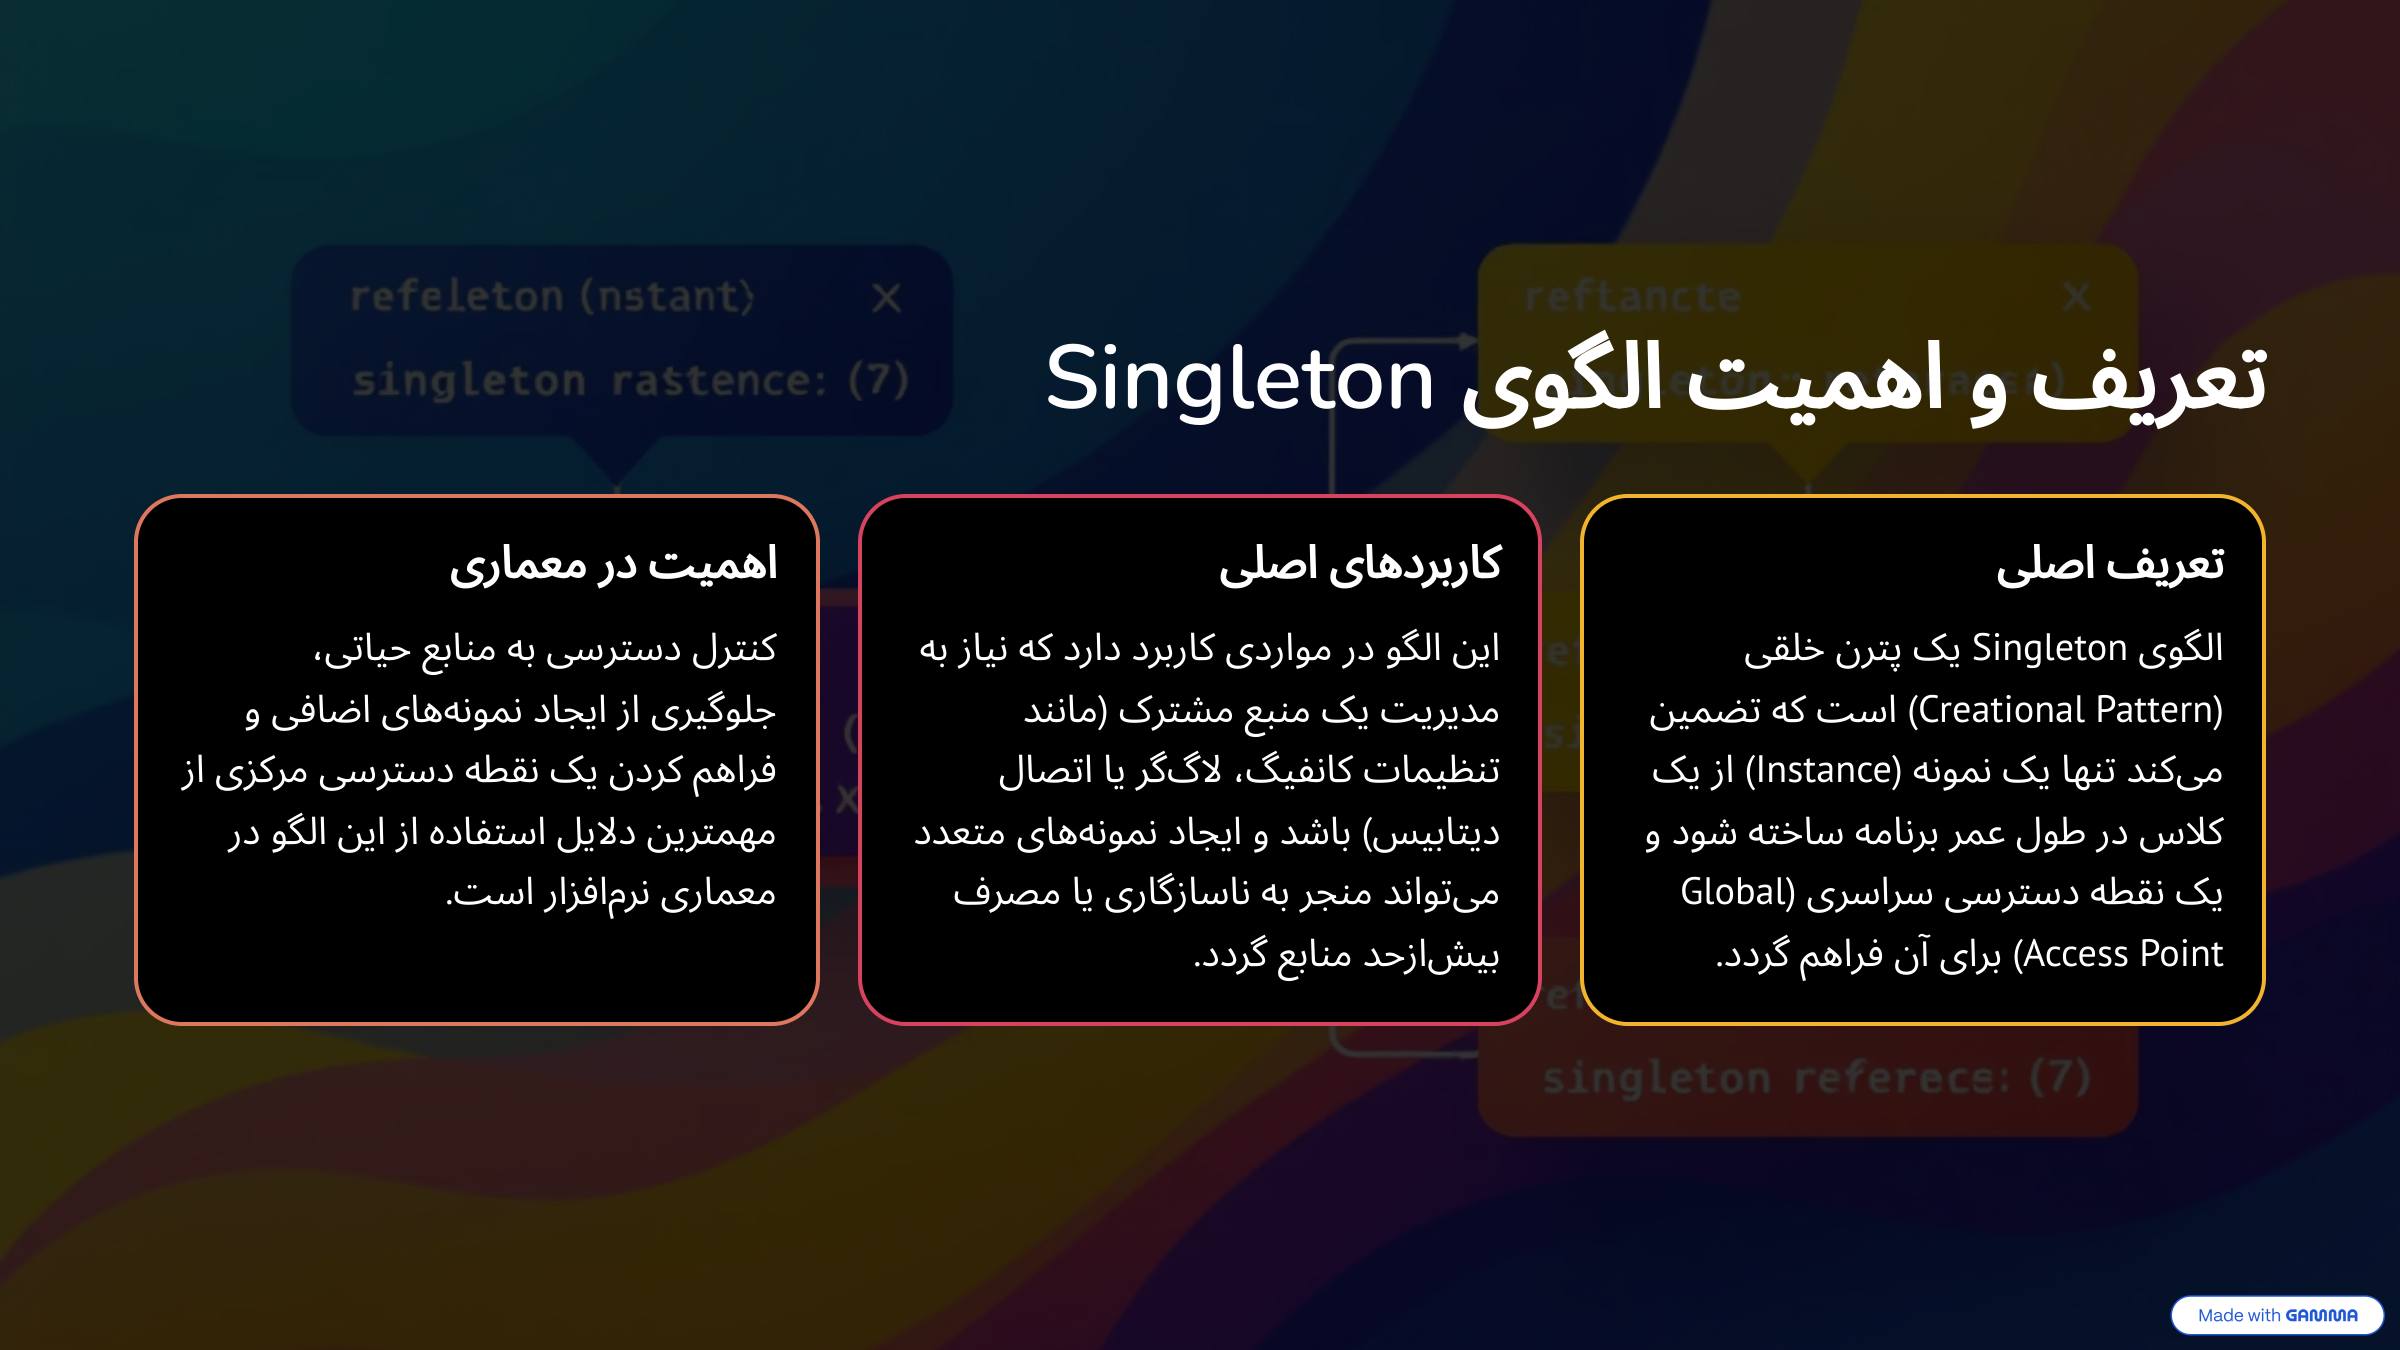 refeleton (nstant) X
singleton rastence: (7)
reftancte X
تعریف و اهمیت الگوی Singleton
تعریف اصلی
الگوی Singleton یک پترن خلقی
(Creational Pattern) است که تضمین
می‌کند تنها یک نمونه (Instance) از یک
کلاس در طول عمر برنامه ساخته شود و
یک نقطه دسترسی سراسری (Global
Access Point) برای آن فراهم گردد.
کاربردهای اصلی
این الگو در مواردی کاربرد دارد که نیاز به
مدیریت یک منبع مشترک (مانند
تنظیمات کانفیگ، لاگ‌گر یا اتصال
دیتابیس) باشد و ایجاد نمونه‌های متعدد
می‌تواند منجر به ناسازگاری یا مصرف
بیش‌ازحد منابع گردد.
اهمیت در معماری
کنترل دسترسی به منابع حیاتی،
جلوگیری از ایجاد نمونه‌های اضافی و
فراهم کردن یک نقطه دسترسی مرکزی از
مهمترین دلایل استفاده از این الگو در
معماری نرم‌افزار است.
singleton referecs: (7)
Made with GAMMA